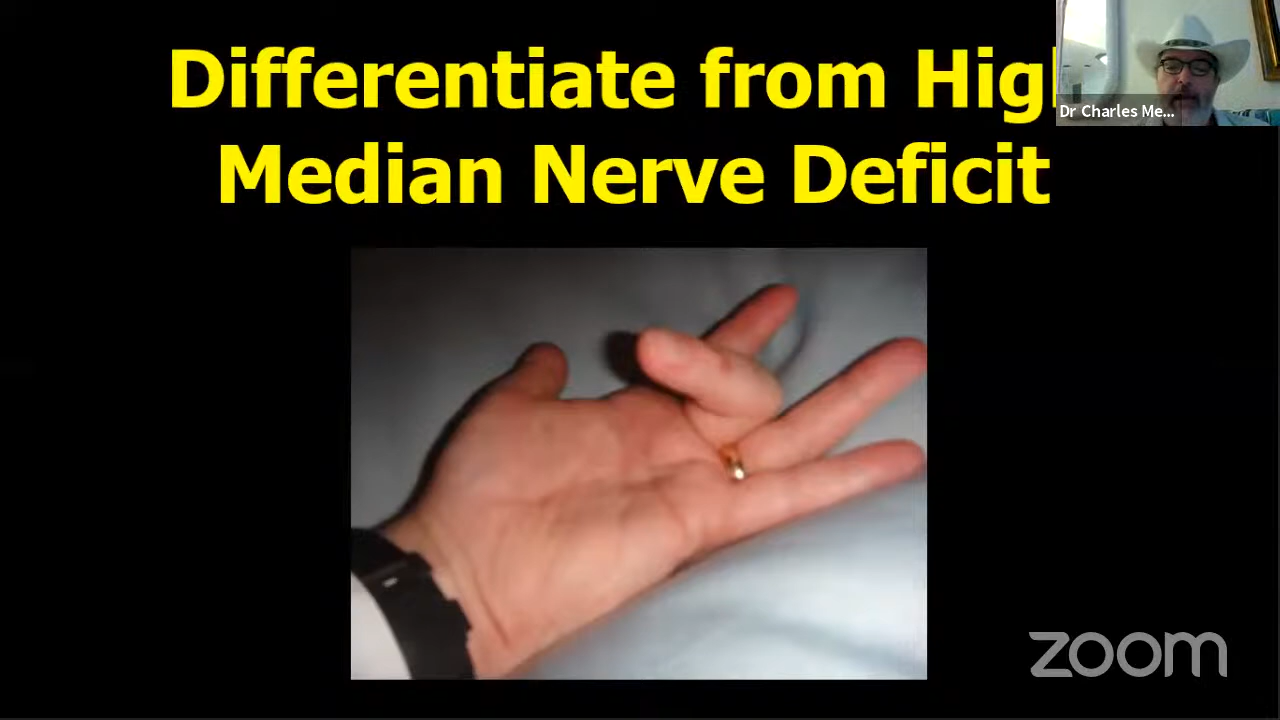 Differentiate from Hig
Median Nerve Deficit
Dr Charles Me...
zoom